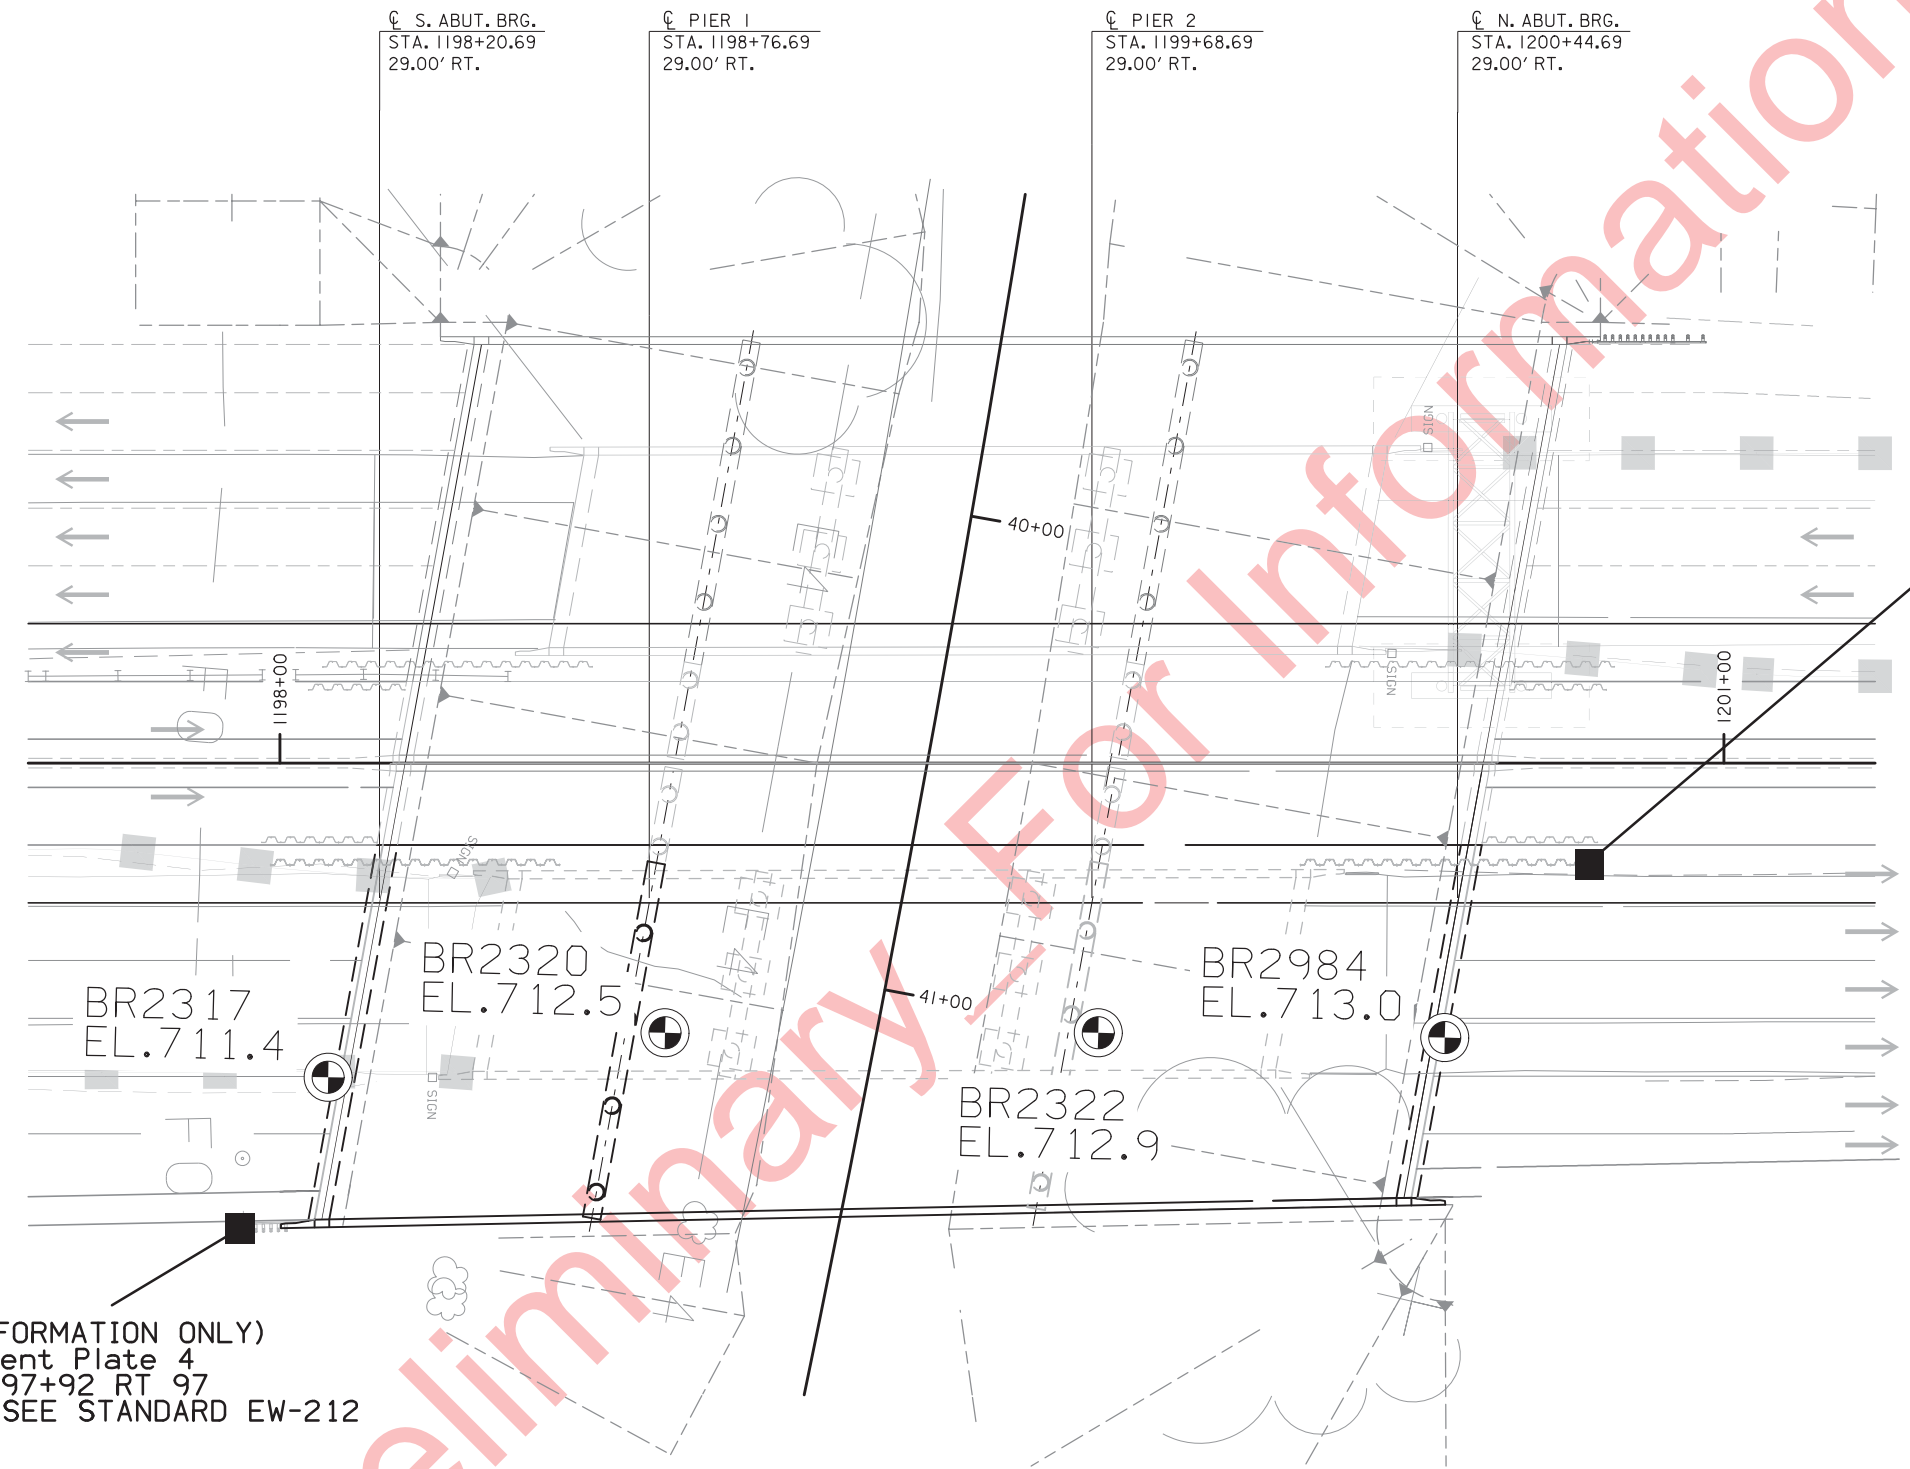 ℄ S. ABUT. BRG.
STA. 1198+20.69
29.00' RT.
℄ PIER 1
STA. 1198+76.69
29.00' RT.
℄ PIER 2
STA. 1199+68.69
29.00' RT.
℄ N. ABUT. BRG.
STA. 1200+44.69
29.00' RT.
SIGN
40+00
1198+00
SIGN
1201+00
SIGN
BR2320
EL.712.5
BR2984
EL.713.0
BR2317
EL.711.4
41+00
SIGN
BR2322
EL.712.9
FORMATION ONLY)
ent Plate 4
97+92 RT 97
SEE STANDARD EW-212
eliminary_For Information